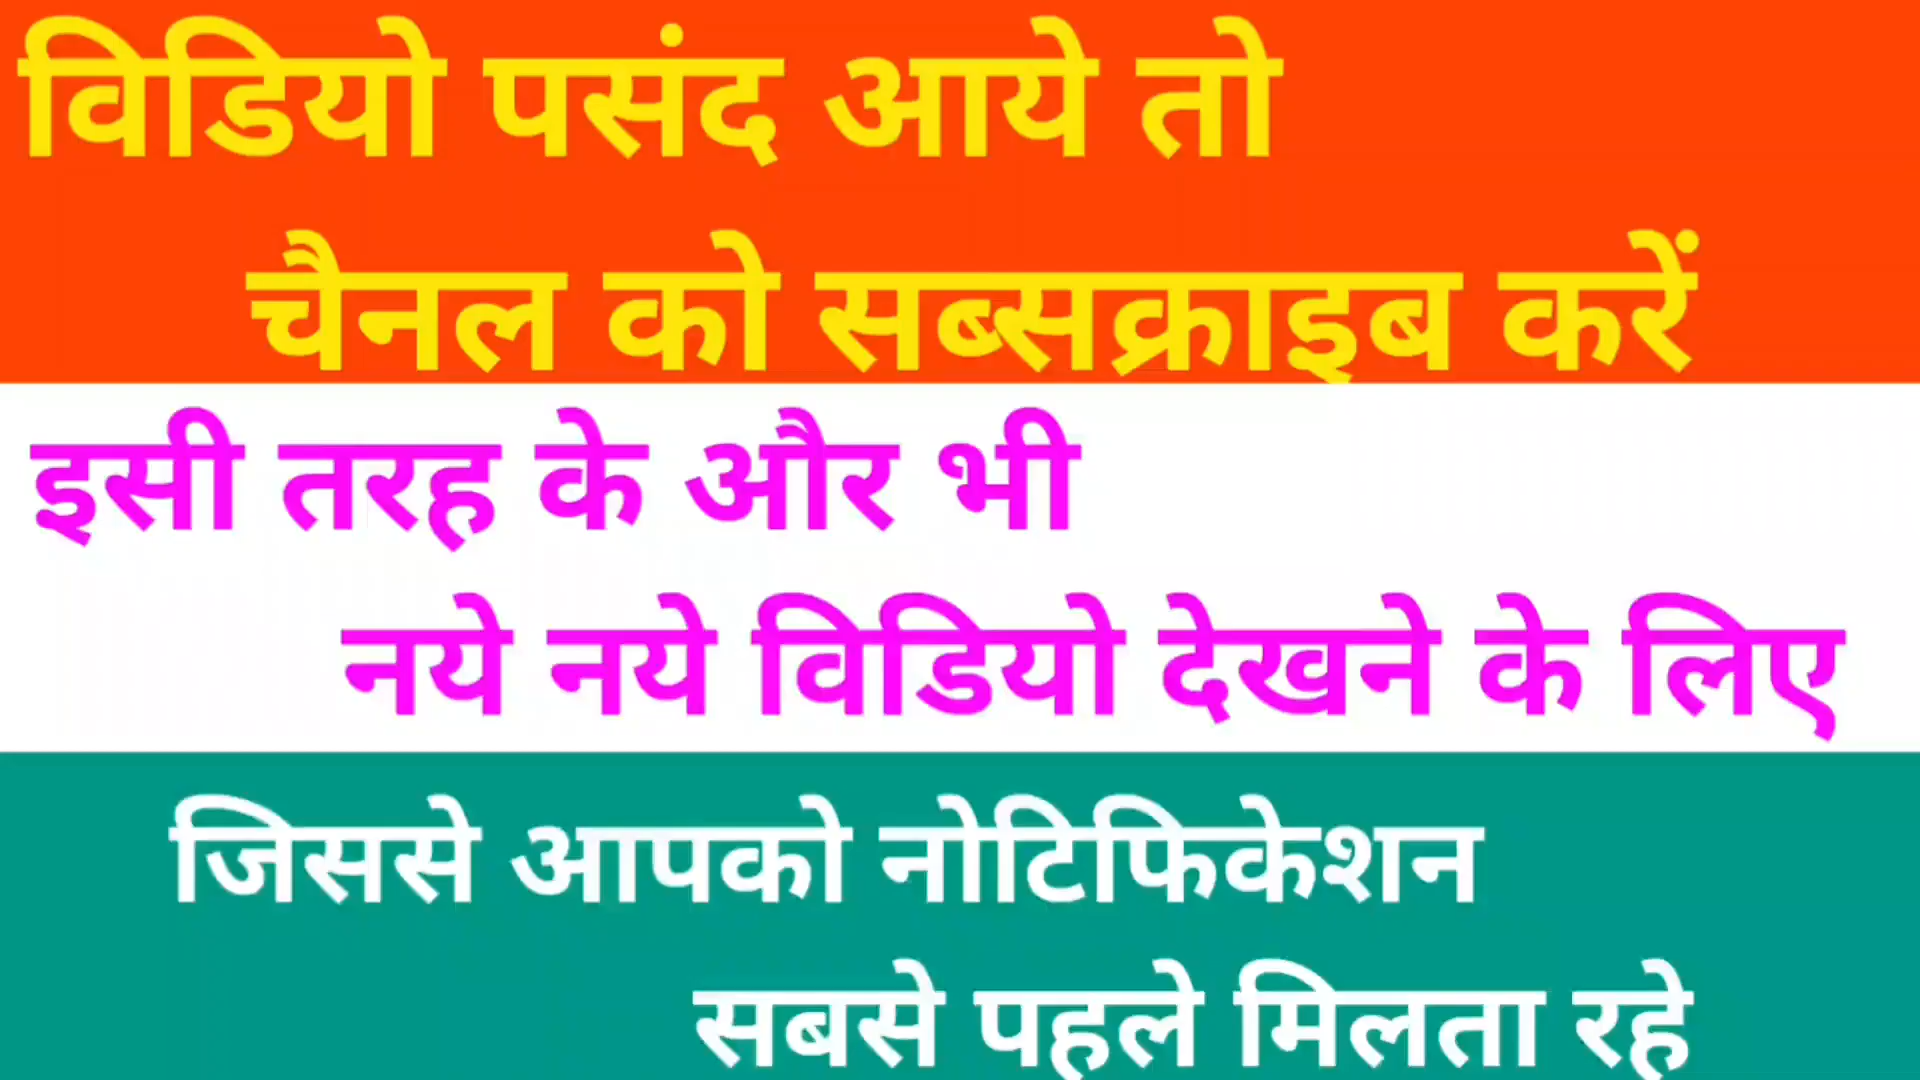 विडियो पसंद आये तो
चैनल को सब्सक्राइब करें
इसी तरह के और भी
नये नये विडियो देखने के लिए
जिससे आपको नोटिफिकेशन
सबसे पहले मिलता रहे